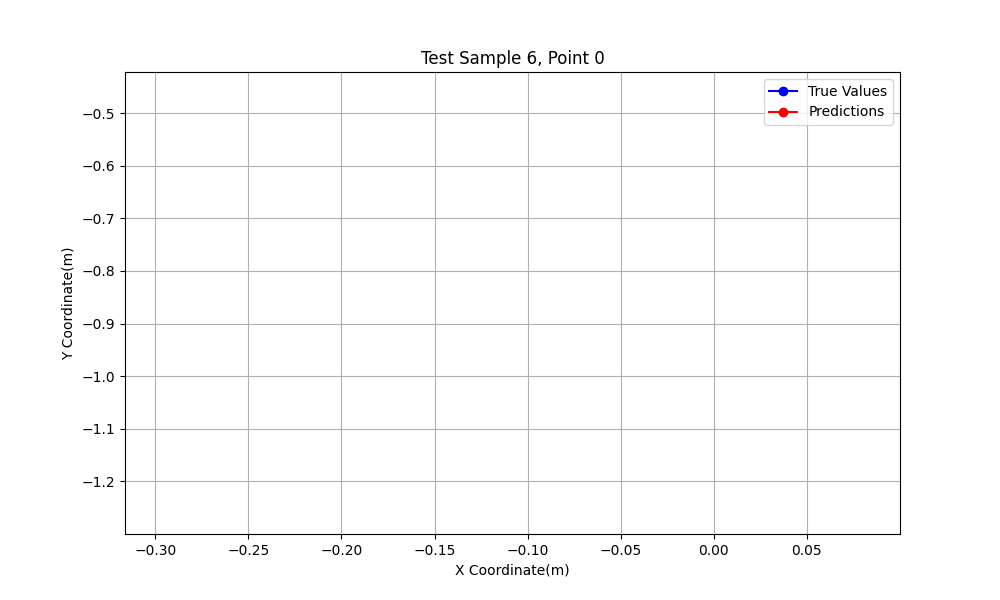 Test Sample 6, Point 0
True Values
Predictions
−0.5
−0.6
−0.7
−0.8
−0.9
−1.0
−1.1
−1.2
Y Coordinate(m)
−0.30 −0.25 −0.20 −0.15 −0.10 −0.05 0.00 0.05
X Coordinate(m)